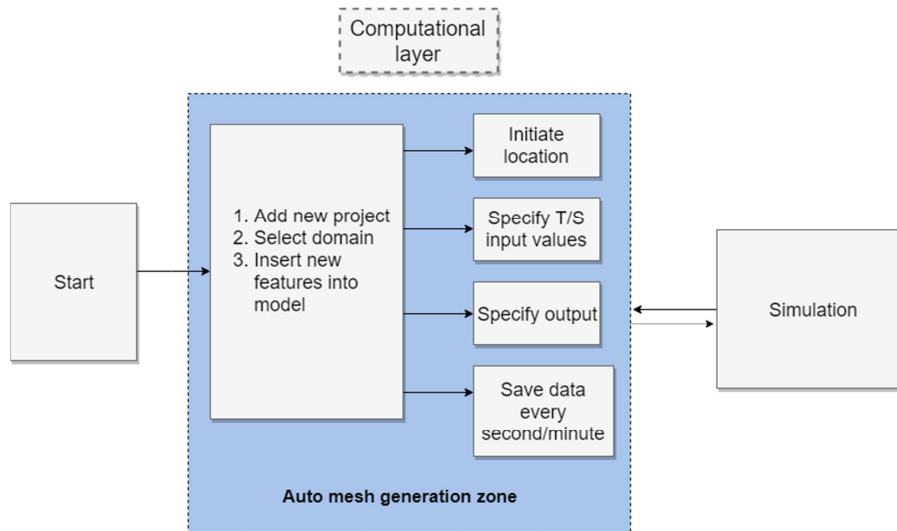 Computational
layer
Start
1. Add new project
2. Select domain
3. Insert new
features into
model
Initiate
location
Specify T/S
input values
Specify output
Save data
every
second/minute
Simulation
Auto mesh generation zone